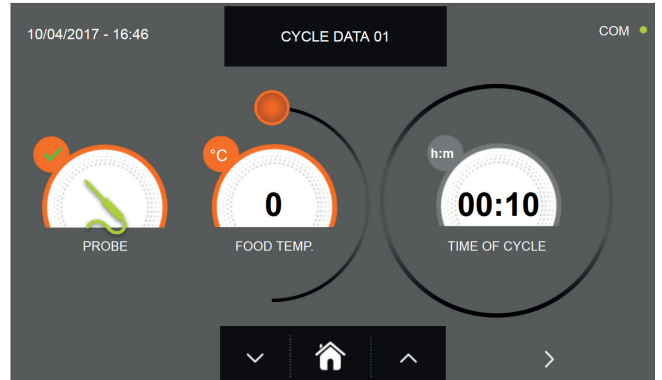 10/04/2017 - 16:46
CYCLE DATA 01
COM
°C
h:m
0
00:10
PROBE
FOOD TEMP.
TIME OF CYCLE